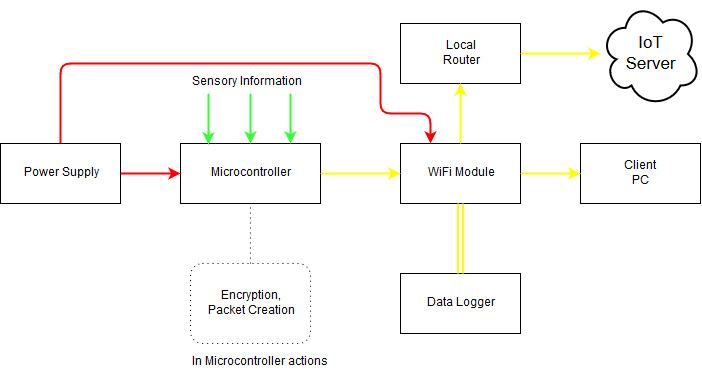 Local
Router
IoT
Server
Sensory Information
Power Supply
Microcontroller
WiFi Module
Client
PC
Encryption,
Packet Creation
Data Logger
In Microcontroller actions